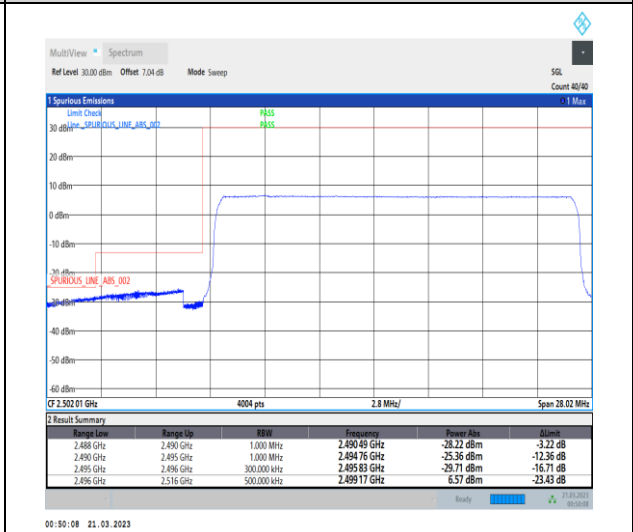 MultiView Spectrum
Ref Level 30.00 dBm Offset 7.04 dB Mode Sweep SGL
Count 40/40
1 Spurious Emissions 1 Max
Limit Check PASS
Line _SPURIOUS_LINE_ABS_002 PASS
30 dBm
20 dBm
10 dBm
0 dBm
-10 dBm
-20 dBm
_SPURIOUS_LINE_ABS_002
-30 dBm
-40 dBm
-50 dBm
-60 dBm
CF 2.502 01 GHz 4004 pts 2.8 MHz/ Span 28.02 MHz
2 Result Summary
Range Low Range Up RBW Frequency Power Abs ΔLimit
2.488 GHz 2.490 GHz 1.000 MHz 2.490 49 GHz -28.22 dBm -3.22 dB
2.490 GHz 2.495 GHz 1.000 MHz 2.494 76 GHz -25.36 dBm -12.36 dB
2.495 GHz 2.496 GHz 300.000 kHz 2.495 83 GHz -29.71 dBm -16.71 dB
2.496 GHz 2.516 GHz 500.000 kHz 2.499 17 GHz 6.57 dBm -23.43 dB
Ready 21.03.2023
00:50:08
00:50:08 21.03.2023